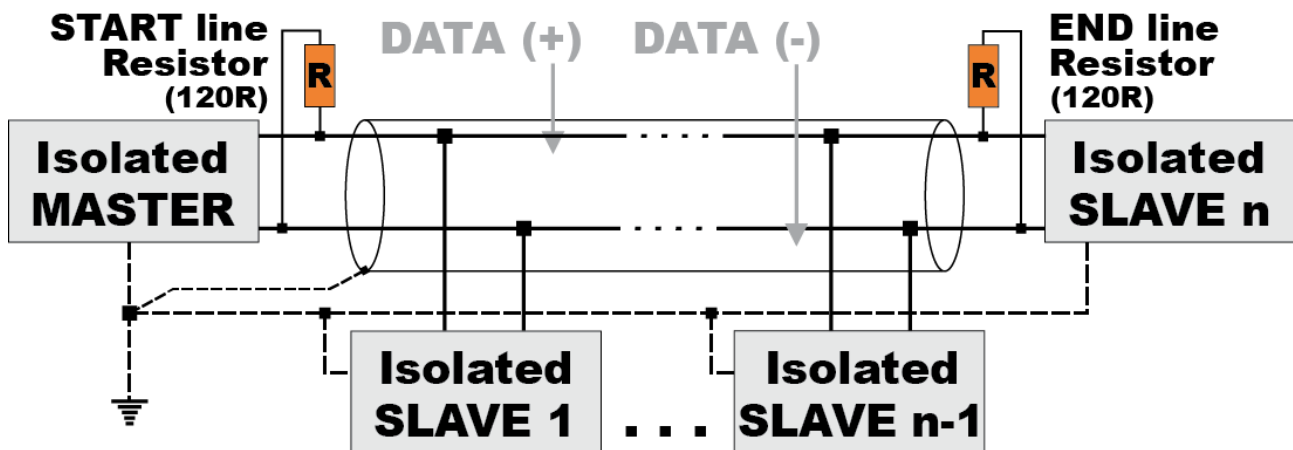 START line
Resistor
(120R)
R
DATA (+)
DATA (-)
R
END line
Resistor
(120R)
Isolated
MASTER
Isolated
SLAVE n
Isolated
SLAVE 1
. . .
Isolated
SLAVE n-1